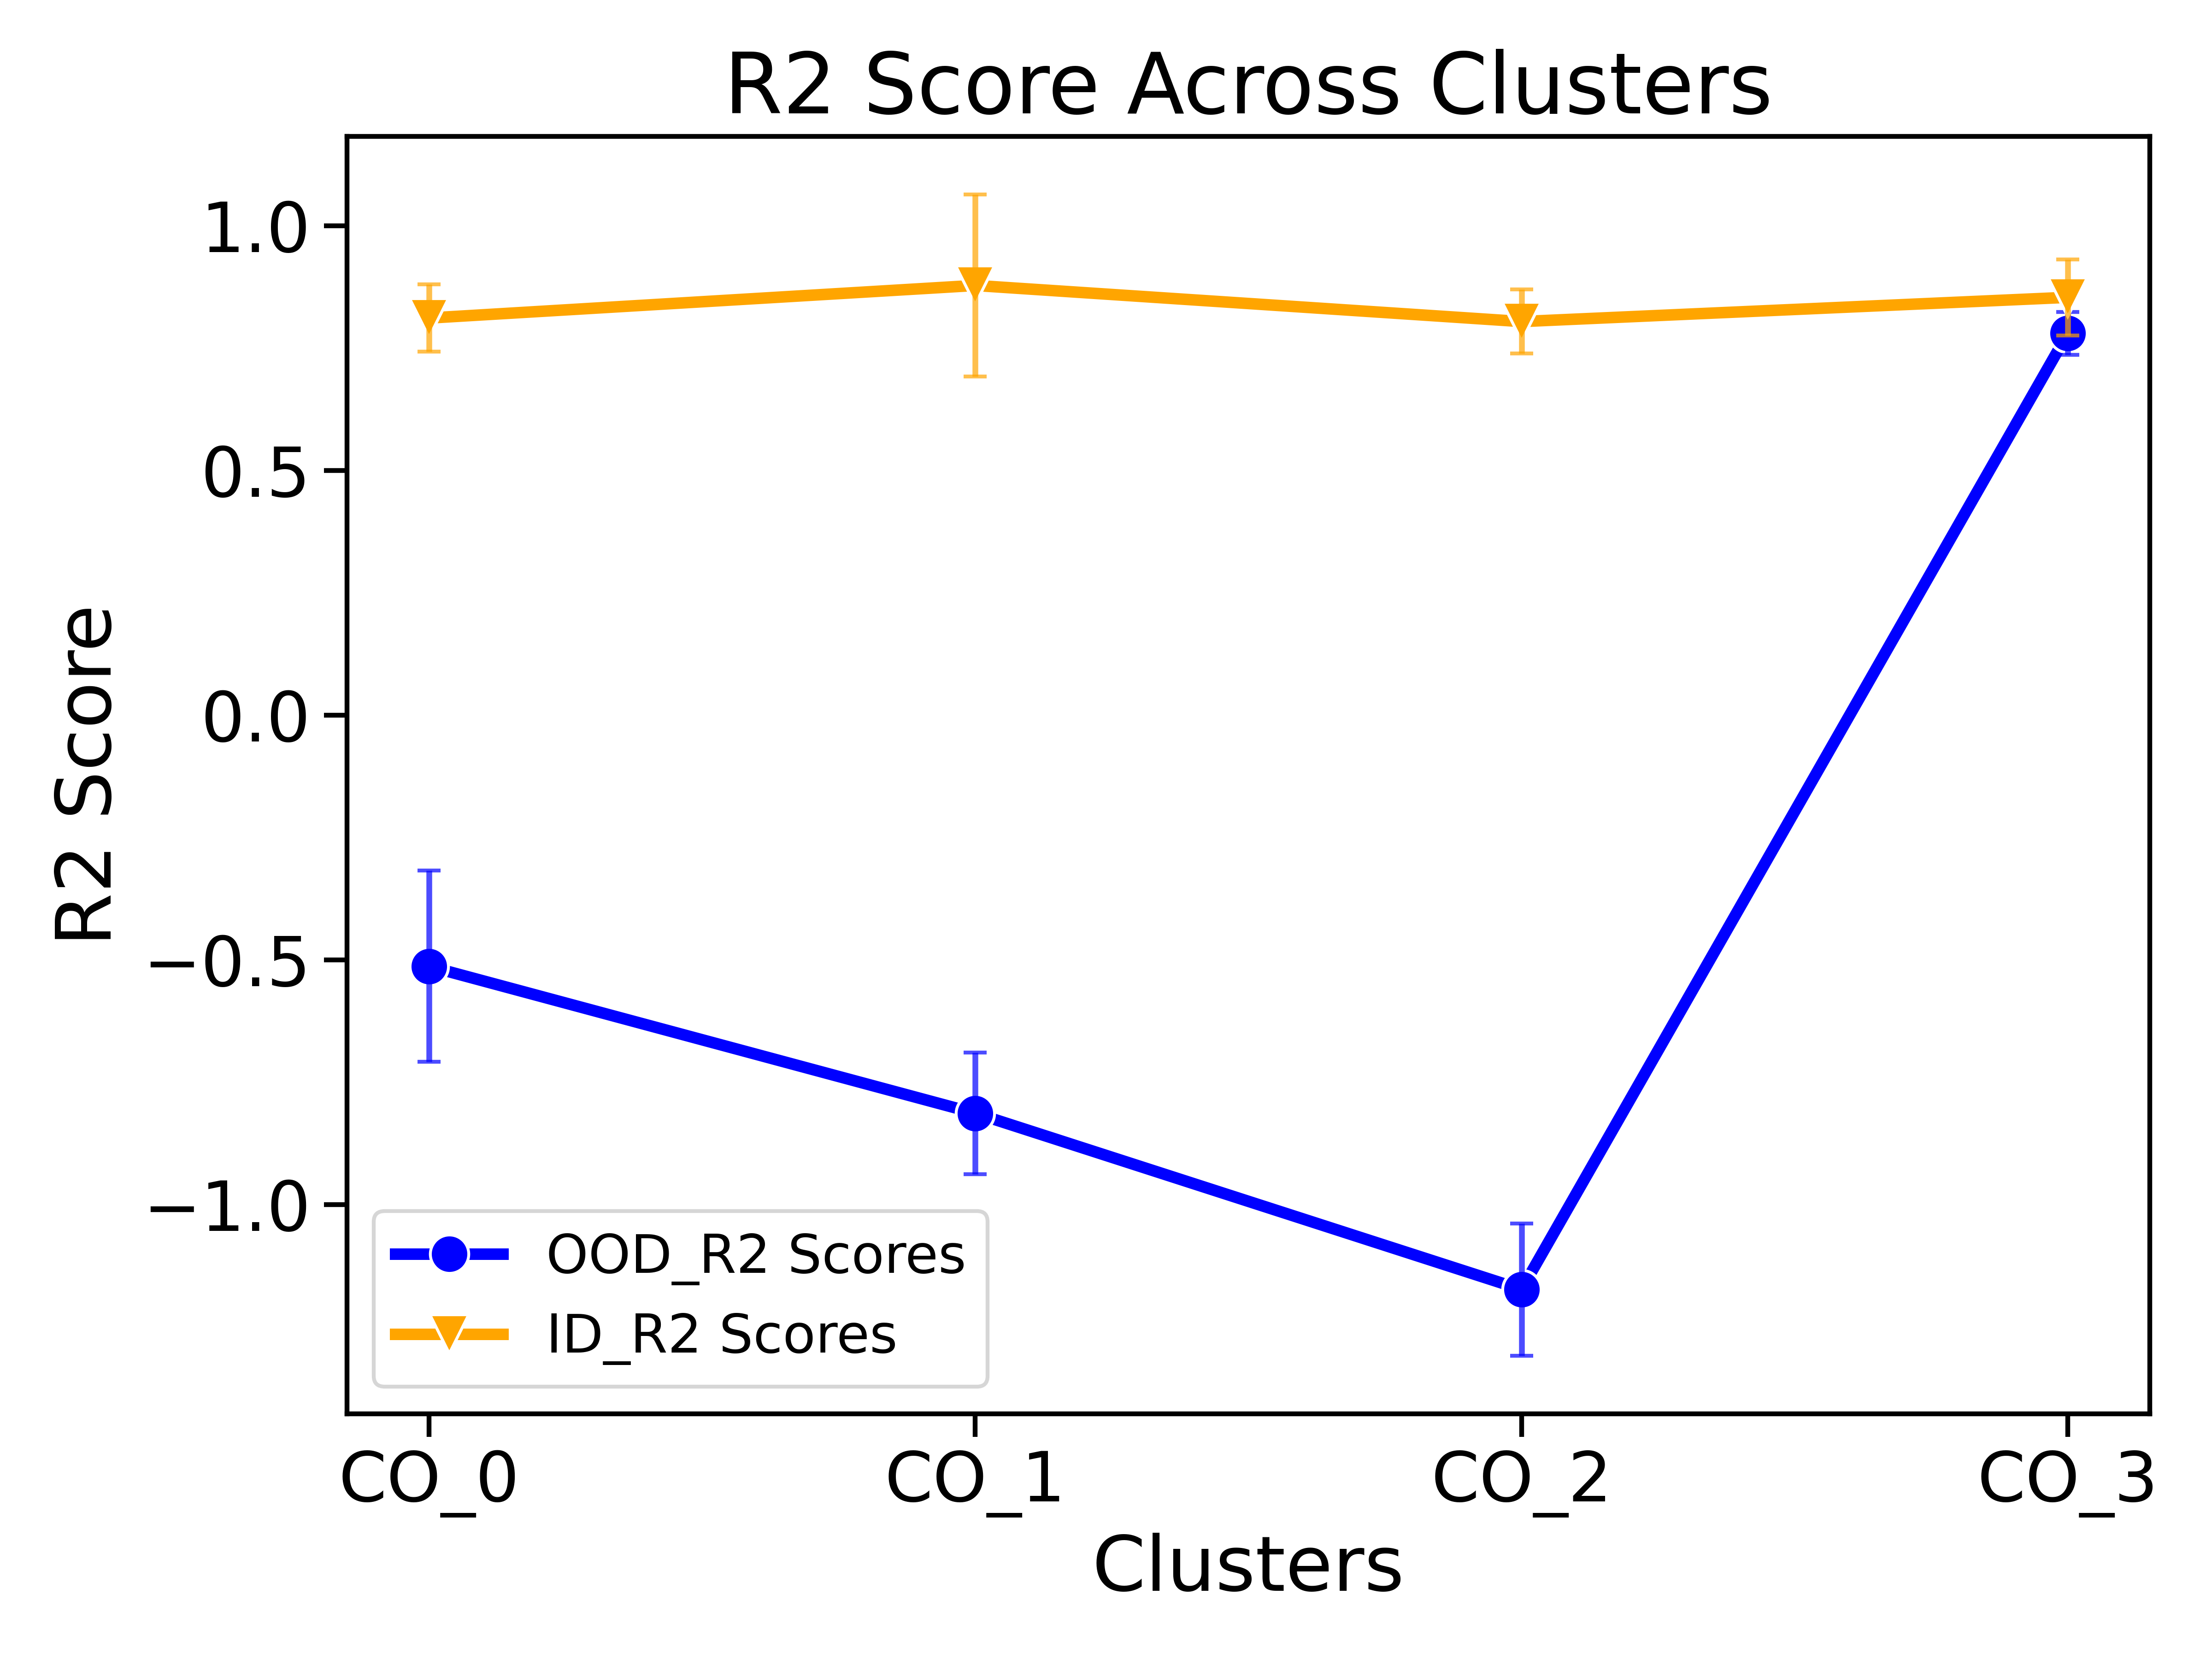 R2 Score Across Clusters
1.0
0.5
0.0
−0.5
−1.0
R2 Score
OOD_R2 Scores
ID_R2 Scores
CO_0 CO_1 CO_2 CO_3
Clusters